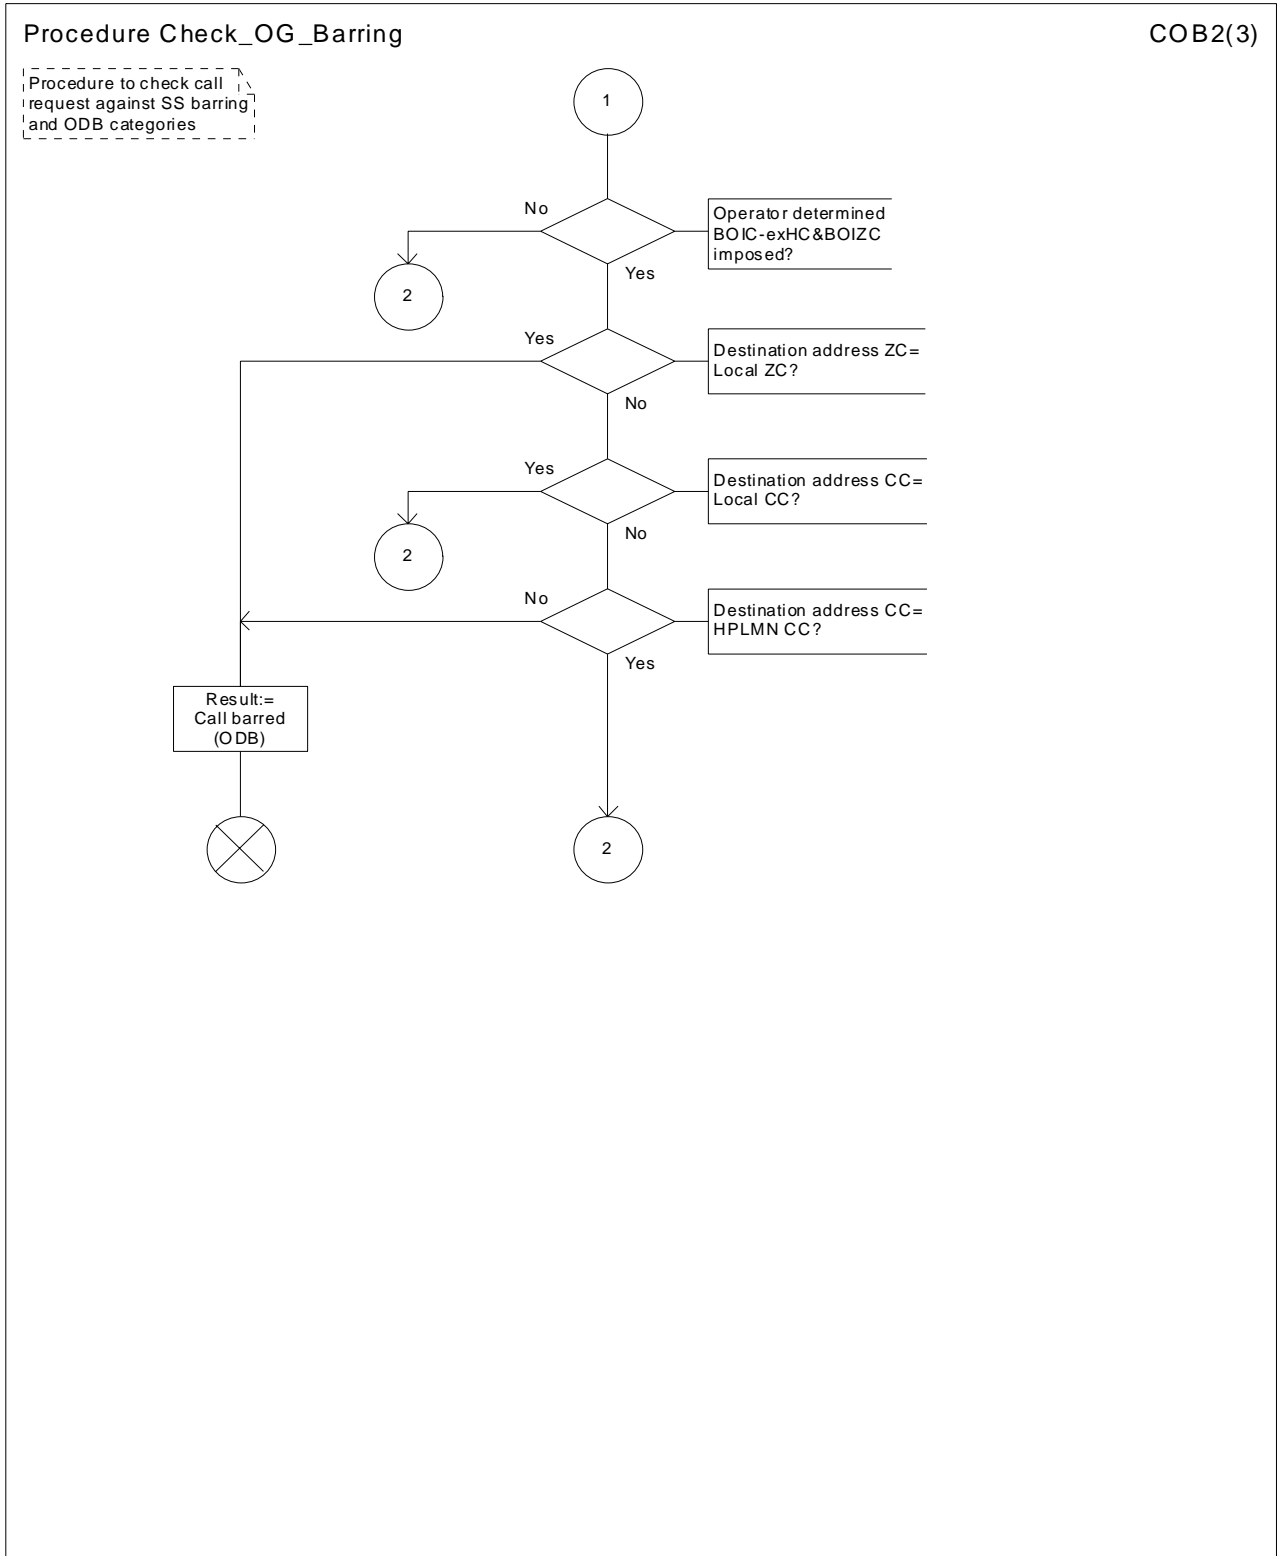 Procedure Check_OG_Barring
COB2(3)
Procedure to check call
request against SS barring
and ODB categories
1
No
Operator determined
BOIC-exHC&BOIZC
imposed?
Yes
2
Yes
Destination address ZC=
Local ZC?
No
Yes
Destination address CC=
Local CC?
No
2
No
Destination address CC=
HPLMN CC?
Yes
Result:=
Call barred
(ODB)
2